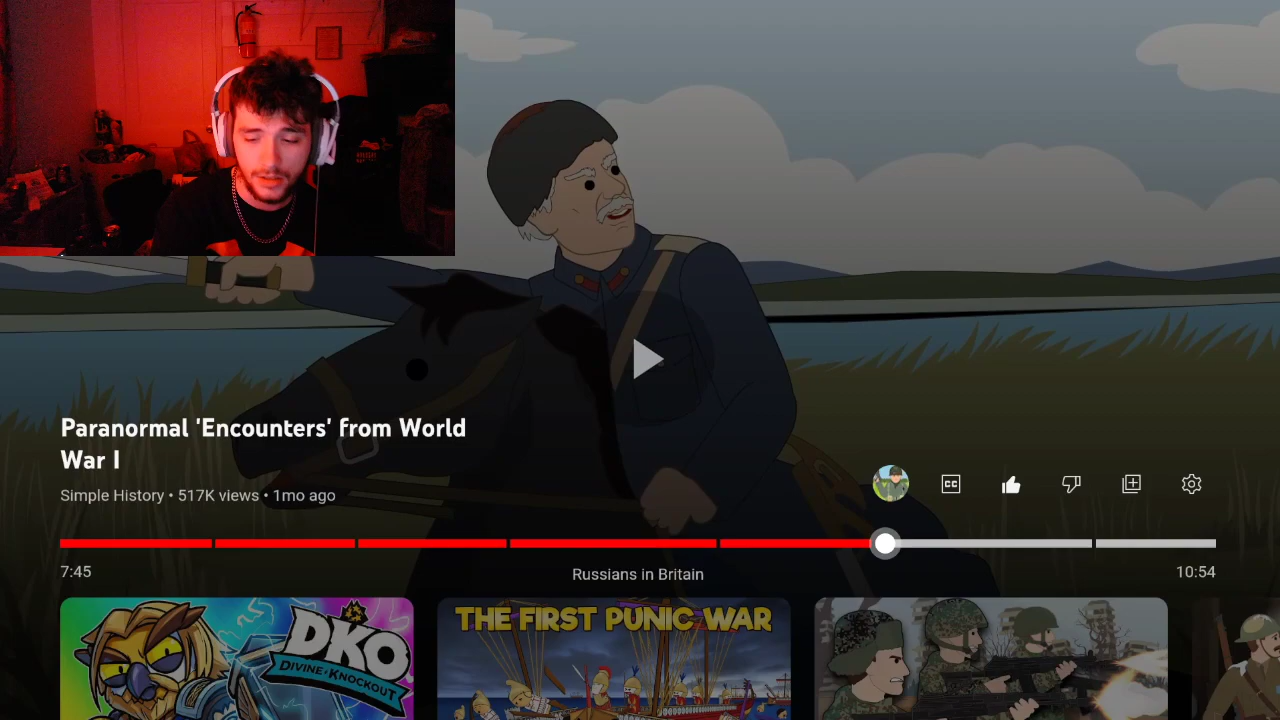 Paranormal 'Encounters' from World
War I
Simple History • 517K views • 1mo ago
CC
7:45
Russians in Britain
10:54
DKO
DIVINE KNOCKOUT
THE FIRST PUNIC WAR